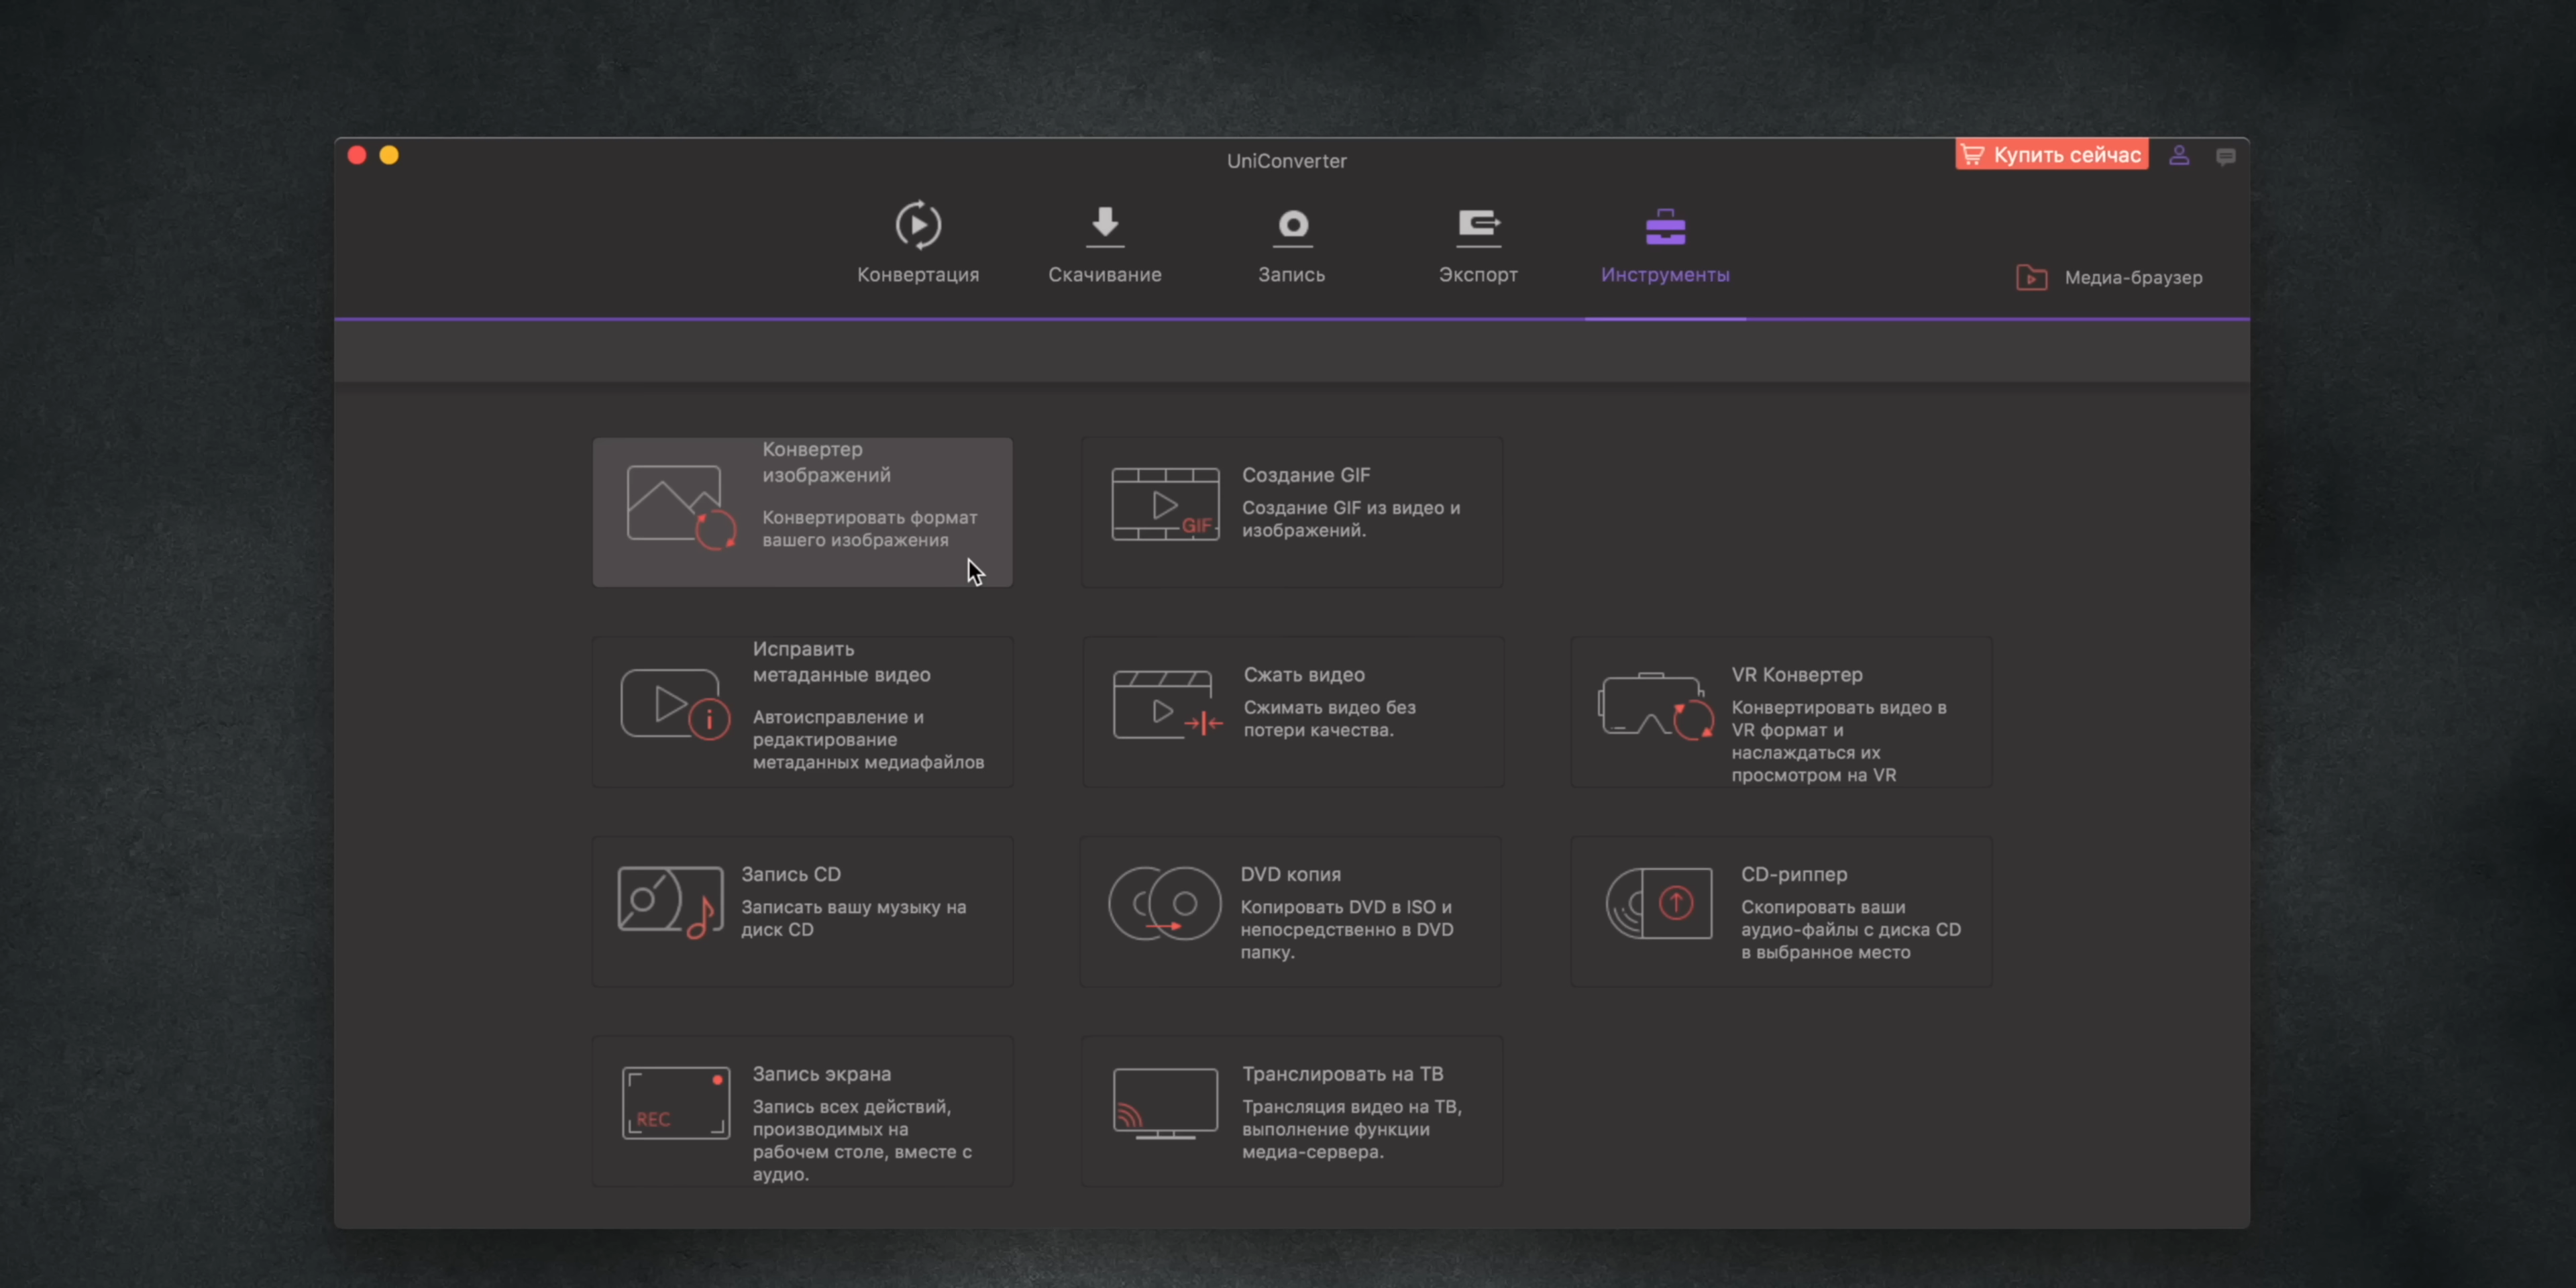 UniConverter
Купить сейчас
Конвертация
Скачивание
Запись
Экспорт
Инструменты
Медиа-браузер
Конвертер
изображений
Конвертировать формат
вашего изображения
GIF
Создание GIF
Создание GIF из видео и
изображений.
Исправить
метаданные видео
Автоисправление и
редактирование
метаданных медиафайлов
Сжать видео
Сжимать видео без
потери качества.
VR Конвертер
Конвертировать видео в
VR формат и
наслаждаться их
просмотром на VR
Запись CD
Записать вашу музыку на
диск CD
DVD копия
Копировать DVD в ISO и
непосредственно в DVD
папку.
CD-риппер
Скопировать ваши
аудио-файлы с диска CD
в выбранное место
REC
Запись экрана
Запись всех действий,
производимых на
рабочем столе, вместе с
аудио.
Транслировать на ТВ
Трансляция видео на ТВ,
выполнение функции
медиа-сервера.